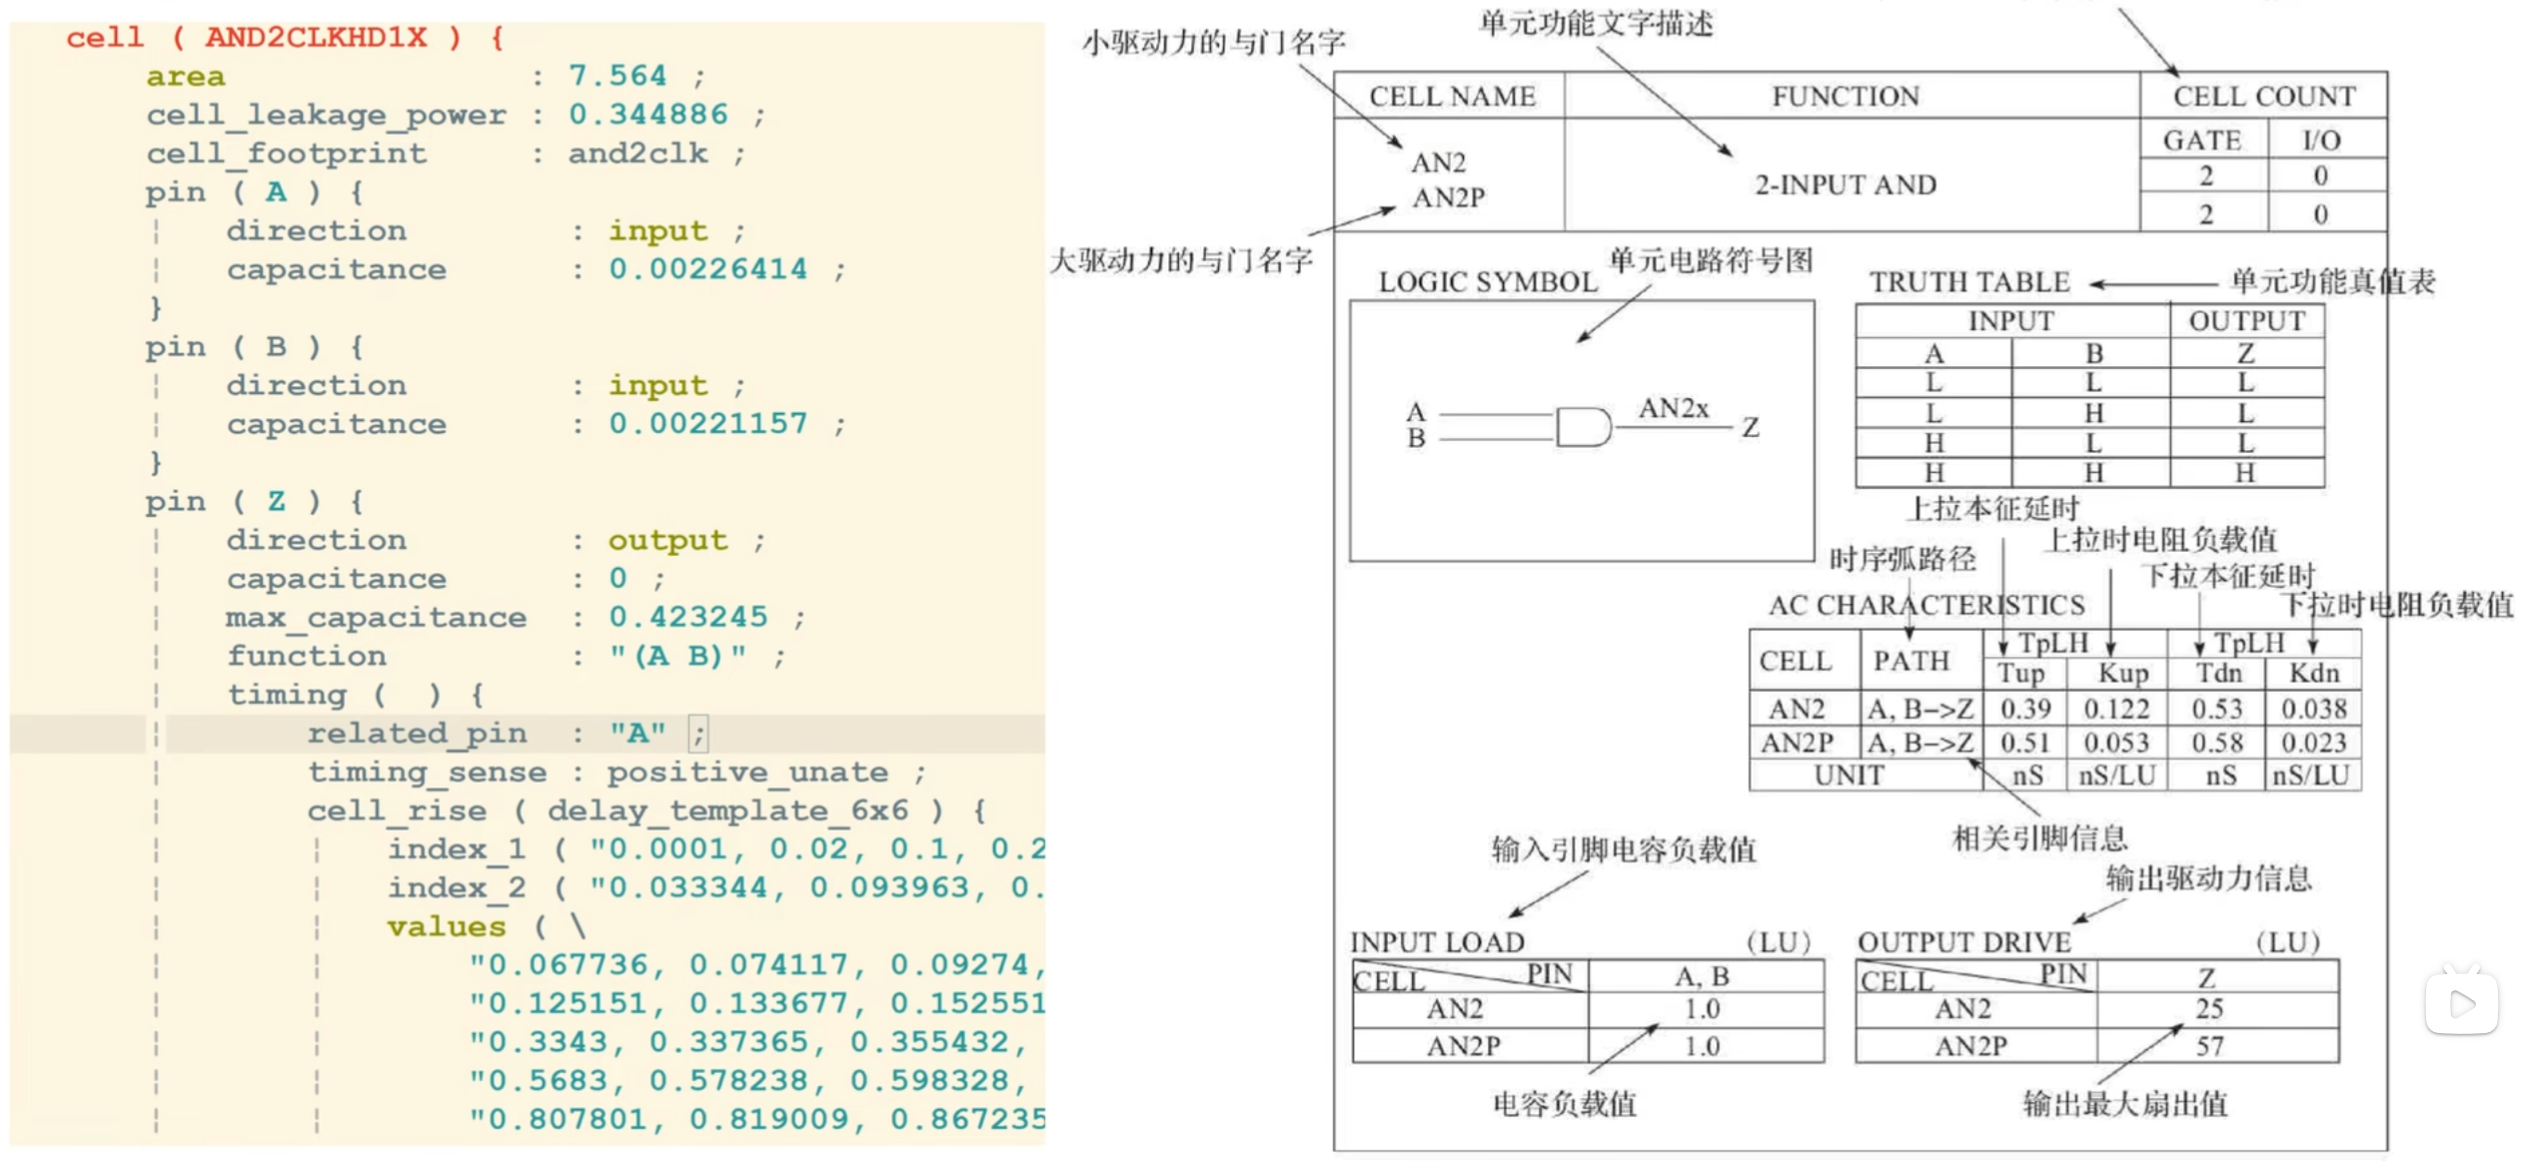 cell ( AND2CLKHD1X ) {
area : 7.564 ;
cell_leakage_power : 0.344886 ;
cell_footprint : and2clk ;
pin ( A ) {
direction : input ;
capacitance : 0.00226414 ;
}
pin ( B ) {
direction : input ;
capacitance : 0.00221157 ;
}
pin ( Z ) {
direction : output ;
capacitance : 0 ;
max_capacitance : 0.423245 ;
function : "(A B)" ;
timing ( ) {
related_pin : "A" ;
timing_sense : positive_unate ;
cell_rise ( delay_template_6x6 ) {
index_1 ( "0.0001, 0.02, 0.1, 0.2
index_2 ( "0.033344, 0.093963, 0.
values ( \
"0.067736, 0.074117, 0.09274,
"0.125151, 0.133677, 0.152551
"0.3343, 0.337365, 0.355432,
"0.5683, 0.578238, 0.598328,
"0.807801, 0.819009, 0.867235
小驱动力的与门名字
单元功能文字描述
CELL NAME FUNCTION CELL COUNT
GATE I/O
AN2
AN2P
2-INPUT AND
2 0
2 0
大驱动力的与门名字
单元电路符号图
LOGIC SYMBOL
A
B
AN2x
Z
TRUTH TABLE
单元功能真值表
INPUT OUTPUT
A B Z
L L L
L H L
H L L
H H H
上拉本征延时
上拉时电阻负载值
时序弧路径
下拉本征延时
下拉时电阻负载值
AC CHARACTERISTICS
CELL PATH TpLH TpLH
Tup Kup Tdn Kdn
AN2 A, B->Z 0.39 0.122 0.53 0.038
AN2P A, B->Z 0.51 0.053 0.58 0.023
UNIT nS nS/LU nS nS/LU
相关引脚信息
输入引脚电容负载值
INPUT LOAD (LU)
CELL PIN A, B
AN2 1.0
AN2P 1.0
电容负载值
输出驱动力信息
OUTPUT DRIVE (LU)
CELL PIN Z
AN2 25
AN2P 57
输出最大扇出值